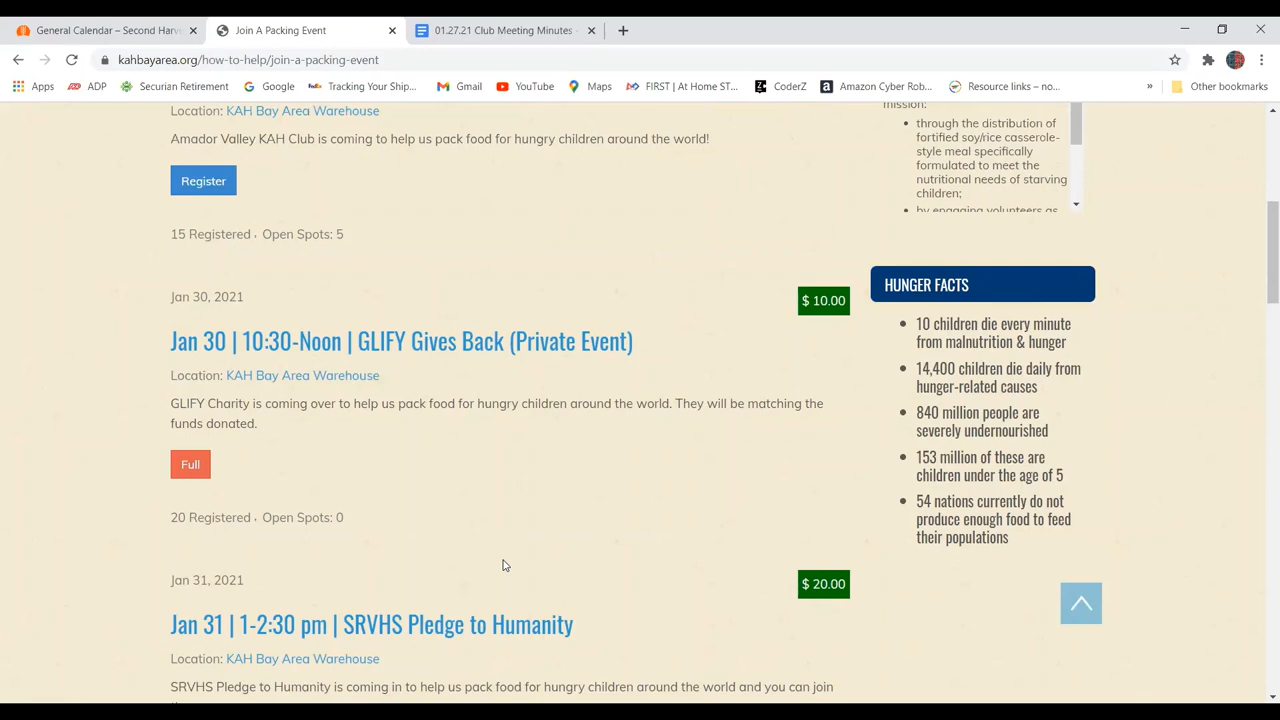 General Calendar – Second Harv
Join A Packing Event
01.27.21 Club Meeting Minutes -
kahbayarea.org/how-to-help/join-a-packing-event
Apps
ADP
Securian Retirement
Google
Tracking Your Ship...
Gmail
YouTube
Maps
FIRST | At Home ST...
CoderZ
Amazon Cyber Rob...
Resource links – no...
»
Other bookmarks
Location: KAH Bay Area Warehouse
Amador Valley KAH Club is coming to help us pack food for hungry children around the world!
Register
15 Registered . Open Spots: 5
Jan 30, 2021
$ 10.00
Jan 30 | 10:30-Noon | GLIFY Gives Back (Private Event)
Location: KAH Bay Area Warehouse
GLIFY Charity is coming over to help us pack food for hungry children around the world. They will be matching the
funds donated.
Full
20 Registered . Open Spots: 0
Jan 31, 2021
$ 20.00
Jan 31 | 1-2:30 pm | SRVHS Pledge to Humanity
Location: KAH Bay Area Warehouse
SRVHS Pledge to Humanity is coming in to help us pack food for hungry children around the world and you can join
mission:
through the distribution of
fortified soy/rice casserole-
style meal specifically
formulated to meet the
nutritional needs of starving
children;
by engaging volunteers as
HUNGER FACTS
10 children die every minute
from malnutrition & hunger
14,400 children die daily from
hunger-related causes
840 million people are
severely undernourished
153 million of these are
children under the age of 5
54 nations currently do not
produce enough food to feed
their populations